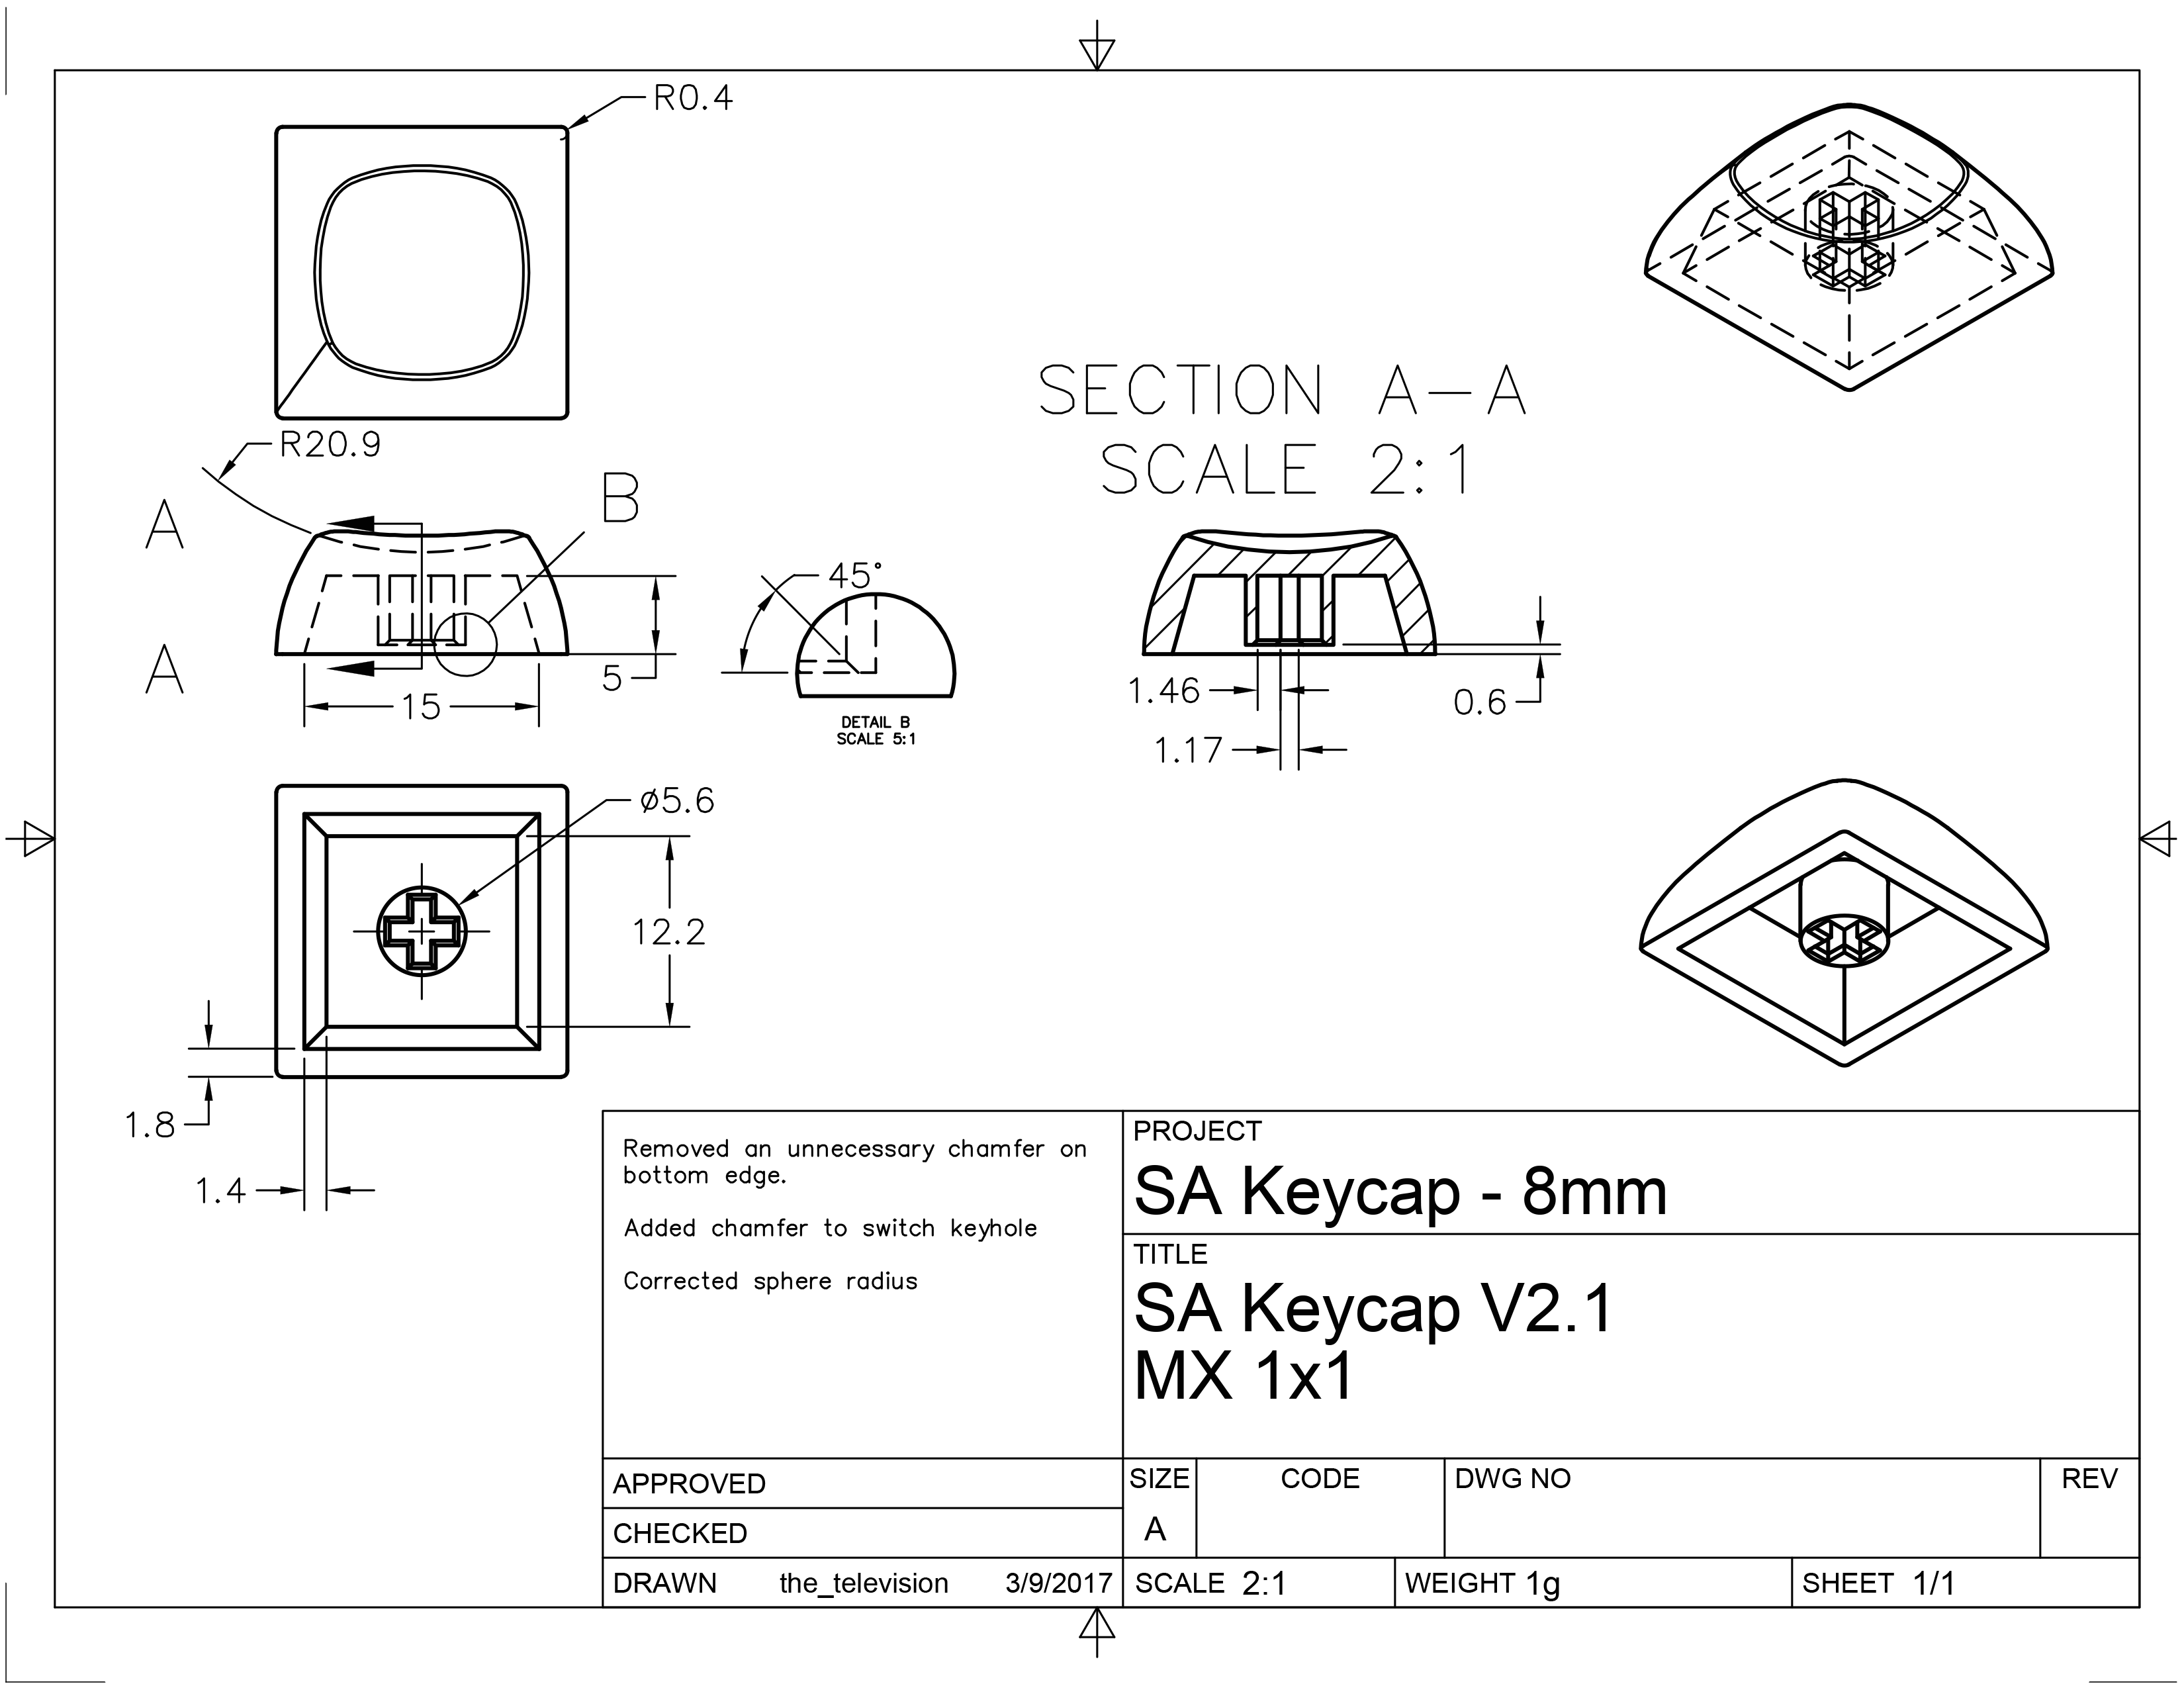 R0.4
R20.9
A
B
A
5
15
45°
DETAIL B
SCALE 5:1
SECTION A-A
SCALE 2:1
1.46
0.6
1.17
ø5.6
12.2
1.8
1.4
Removed an unnecessary chamfer on
bottom edge.
Added chamfer to switch keyhole
Corrected sphere radius
PROJECT
SA Keycap - 8mm
TITLE
SA Keycap V2.1
MX 1x1
APPROVED
CHECKED
DRAWN the_television 3/9/2017
SIZE
A
CODE
DWG NO
REV
SCALE 2:1
WEIGHT 1g
SHEET 1/1